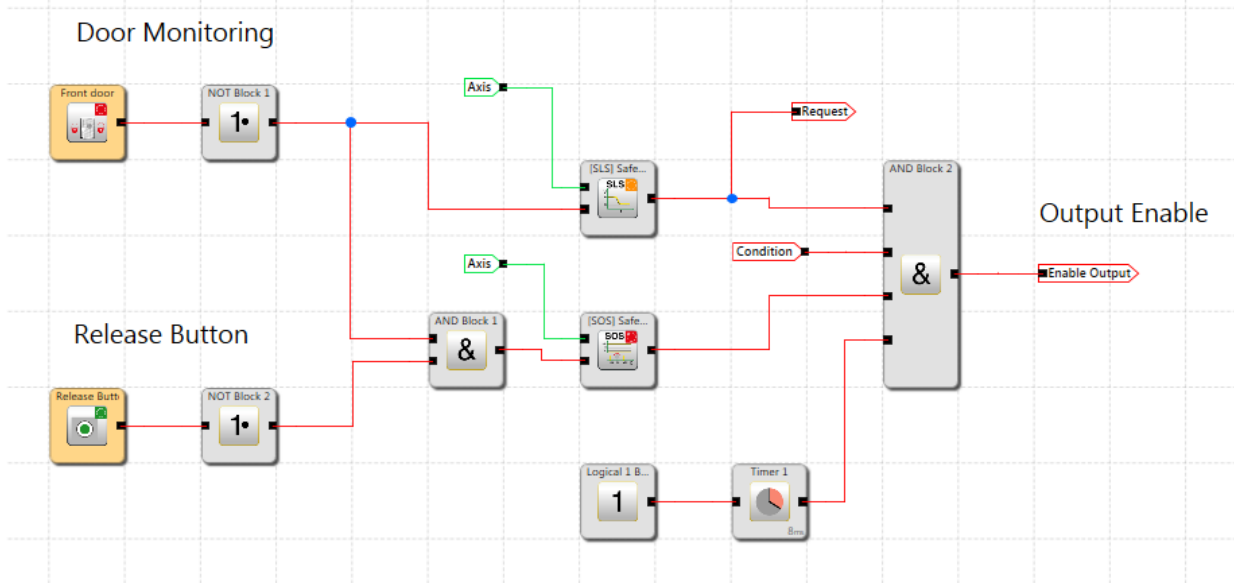 Door Monitoring
Front door
NOT Block 1
1
Axis
Request
[SLS] Safe...
SLS
AND Block 2
&
Output Enable
Condition
Enable Output
Axis
Release Button
AND Block 1
&
[SOS] Safe...
SOS
Release Butt
NOT Block 2
1
Logical 1 B...
1
Timer 1
8ms